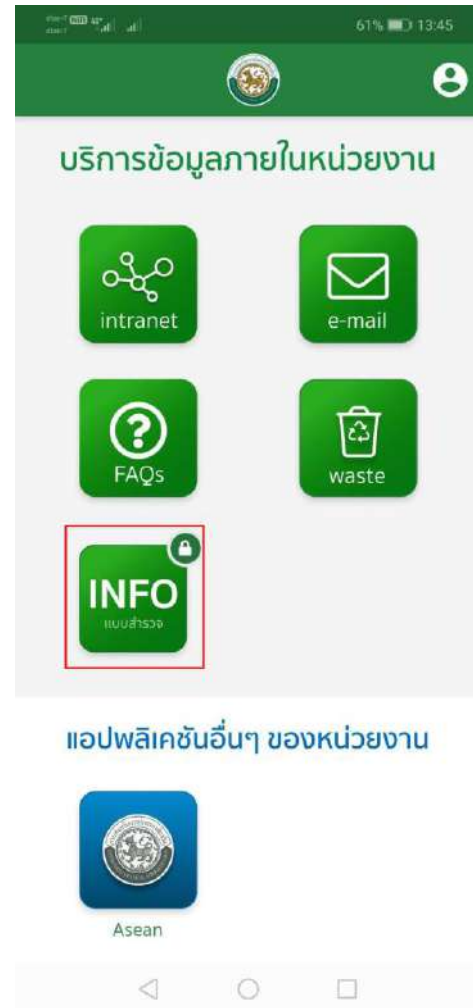 61% 13:45
บริการข้อมูลภายในหน่วยงาน
intranet
e-mail
FAQs
waste
INFO
แบบสำรวจ
แอปพลิเคชันอื่นๆ ของหน่วยงาน
Asean